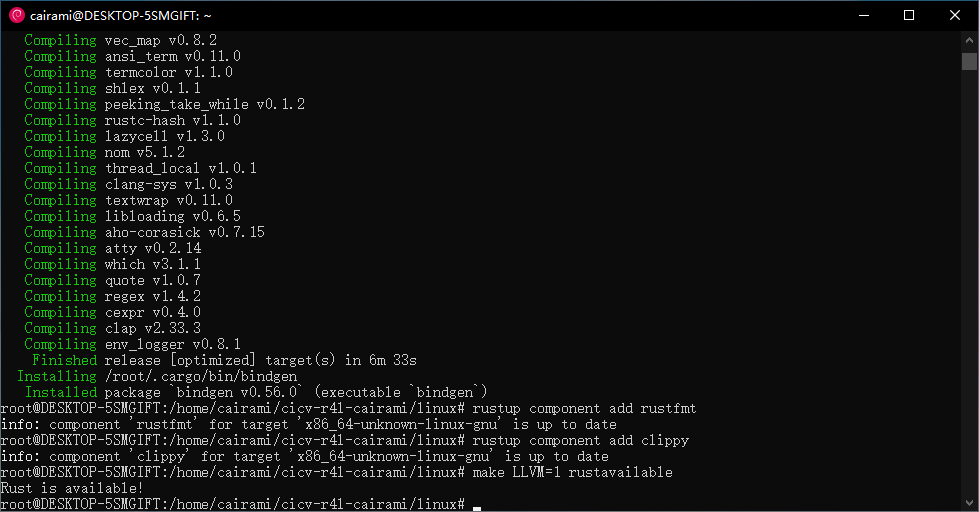 cairami@DESKTOP-5SMGIFT: ~
Compiling vec_map v0.8.2
Compiling ansi_term v0.11.0
Compiling termcolor v1.1.0
Compiling shlex v0.1.1
Compiling peeking_take_while v0.1.2
Compiling rustc-hash v1.1.0
Compiling lazycell v1.3.0
Compiling nom v5.1.2
Compiling thread_local v1.0.1
Compiling clang-sys v1.0.3
Compiling textwrap v0.11.0
Compiling libloading v0.6.5
Compiling aho-corasick v0.7.15
Compiling atty v0.2.14
Compiling which v3.1.1
Compiling quote v1.0.7
Compiling regex v1.4.2
Compiling cexpr v0.4.0
Compiling clap v2.33.3
Compiling env_logger v0.8.1
Finished release [optimized] target(s) in 6m 33s
Installing /root/.cargo/bin/bindgen
Installed package `bindgen v0.56.0` (executable `bindgen`)
root@DESKTOP-5SMGIFT:/home/cairami/cicv-r4l-cairami/linux# rustup component add rustfmt
info: component 'rustfmt' for target 'x86_64-unknown-linux-gnu' is up to date
root@DESKTOP-5SMGIFT:/home/cairami/cicv-r4l-cairami/linux# rustup component add clippy
info: component 'clippy' for target 'x86_64-unknown-linux-gnu' is up to date
root@DESKTOP-5SMGIFT:/home/cairami/cicv-r4l-cairami/linux# make LLVM=1 rustavailable
Rust is available!
root@DESKTOP-5SMGIFT:/home/cairami/cicv-r4l-cairami/linux#